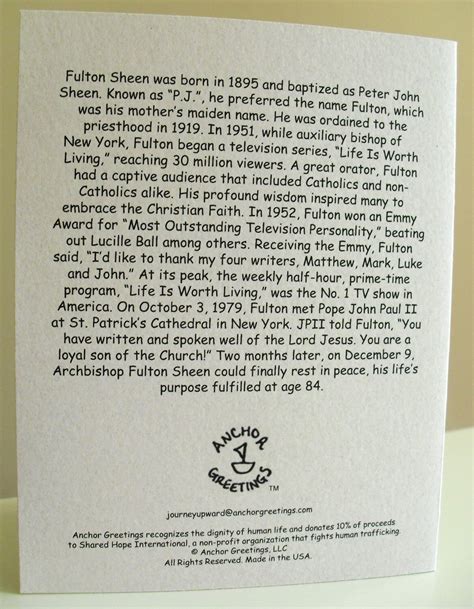 Fulton Sheen was born in 1895 and baptized as Peter John
Sheen. Known as "P.J.", he preferred the name Fulton, which
was his mother's maiden name. He was ordained to the
priesthood in 1919. In 1951, while auxiliary bishop of
New York, Fulton began a television series, "Life Is Worth
Living," reaching 30 million viewers. A great orator, Fulton
had a captive audience that included Catholics and non-
Catholics alike. His profound wisdom inspired many to
embrace the Christian Faith. In 1952, Fulton won an Emmy
Award for "Most Outstanding Television Personality," beating
out Lucille Ball among others. Receiving the Emmy, Fulton
said, "I'd like to thank my four writers, Matthew, Mark, Luke
and John." At its peak, the weekly half-hour, prime-time
program, "Life Is Worth Living," was the No. 1 TV show in
America. On October 3, 1979, Fulton met Pope John Paul II
at St. Patrick's Cathedral in New York. JPII told Fulton, "You
have written and spoken well of the Lord Jesus. You are a
loyal son of the Church!" Two months later, on December 9,
Archbishop Fulton Sheen could finally rest in peace, his life's
purpose fulfilled at age 84.
ANCHOR
GREETINGS
TM
journeyupward@anchorgreetings.com
Anchor Greetings recognizes the dignity of human life and donates 10% of proceeds
to Shared Hope International, a non-profit organization that fights human trafficking.
© Anchor Greetings, LLC
All Rights Reserved. Made in the USA.